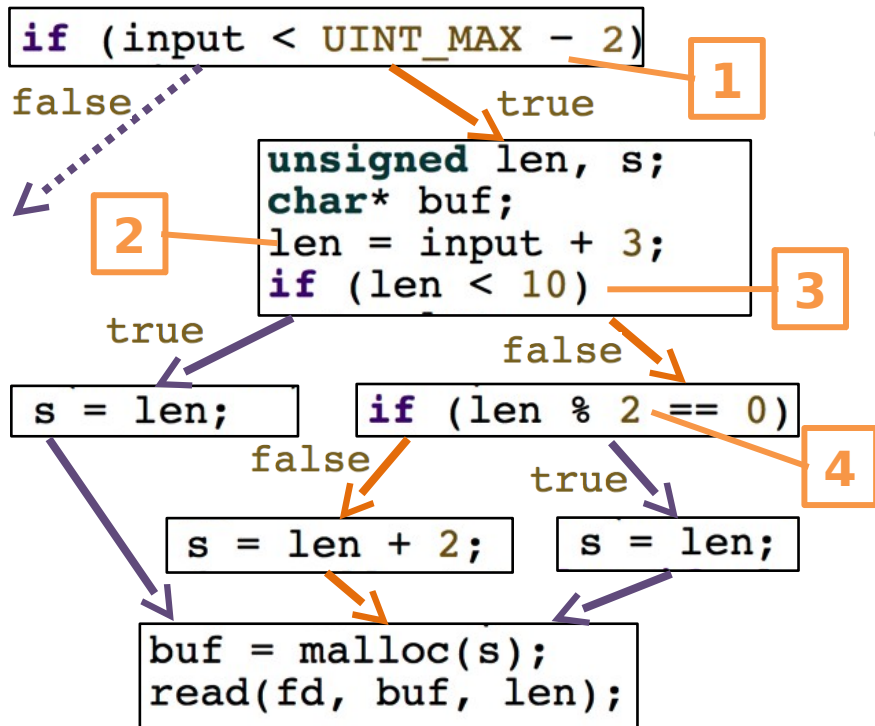 if (input < UINT_MAX - 2)
1
false
true
unsigned len, s;
char* buf;
len = input + 3;
if (len < 10)
2
3
true
false
s = len;
if (len % 2 == 0)
false
true
4
s = len + 2;
s = len;
buf = malloc(s);
read(fd, buf, len);